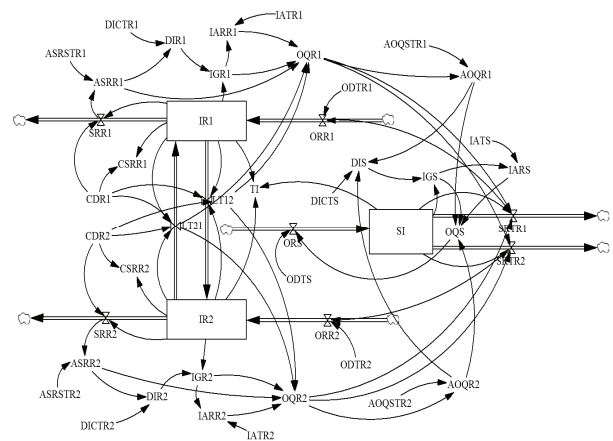 IATR1
DICTR1
IARR1
DIR1
OQR1
AOQSTR1
ASRSTR1
ASRR1
IGR1
AOQR1
ODTR1
IR1
SRR1
ORR1
IATS
CSRR1
DIS
IGS
IARS
TI
CDR1
LT12
DICTS
SI
LT21
ORS
OQS
SRTR1
CDR2
SRTR2
CSRR2
ODTS
IR2
SRR2
ORR2
ASRR2
ODTR2
IGR2
ASRSTR2
DIR2
OQR2
AOQR2
AOQSTR2
IARR2
DICTR2
IATR2